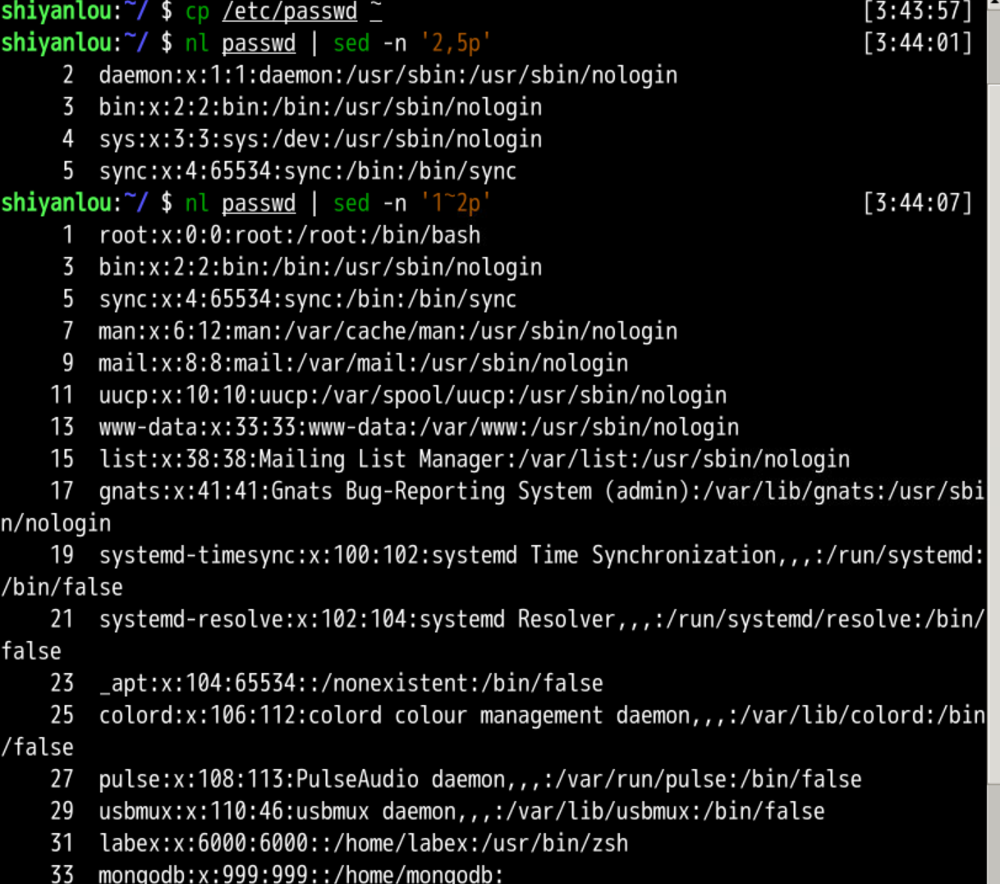 shiyanlou:~/ $ cp /etc/passwd ~ [3:43:57]
shiyanlou:~/ $ nl passwd | sed -n '2,5p' [3:44:01]
2 daemon:x:1:1:daemon:/usr/sbin:/usr/sbin/nologin
3 bin:x:2:2:bin:/bin:/usr/sbin/nologin
4 sys:x:3:3:sys:/dev:/usr/sbin/nologin
5 sync:x:4:65534:sync:/bin:/bin/sync
shiyanlou:~/ $ nl passwd | sed -n '1~2p' [3:44:07]
1 root:x:0:0:root:/root:/bin/bash
3 bin:x:2:2:bin:/bin:/usr/sbin/nologin
5 sync:x:4:65534:sync:/bin:/bin/sync
7 man:x:6:12:man:/var/cache/man:/usr/sbin/nologin
9 mail:x:8:8:mail:/var/mail:/usr/sbin/nologin
11 uucp:x:10:10:uucp:/var/spool/uucp:/usr/sbin/nologin
13 www-data:x:33:33:www-data:/var/www:/usr/sbin/nologin
15 list:x:38:38:Mailing List Manager:/var/list:/usr/sbin/nologin
17 gnats:x:41:41:Gnats Bug-Reporting System (admin):/var/lib/gnats:/usr/sbi
n/nologin
19 systemd-timesync:x:100:102:systemd Time Synchronization,,,:/run/systemd:
/bin/false
21 systemd-resolve:x:102:104:systemd Resolver,,,:/run/systemd/resolve:/bin/
false
23 _apt:x:104:65534::/nonexistent:/bin/false
25 colord:x:106:112:colord colour management daemon,,,:/var/lib/colord:/bin
/false
27 pulse:x:108:113:PulseAudio daemon,,,:/var/run/pulse:/bin/false
29 usbmux:x:110:46:usbmux daemon,,,:/var/lib/usbmux:/bin/false
31 labex:x:6000:6000::/home/labex:/usr/bin/zsh
33 mongodb:x:999:999::/home/mongodb: